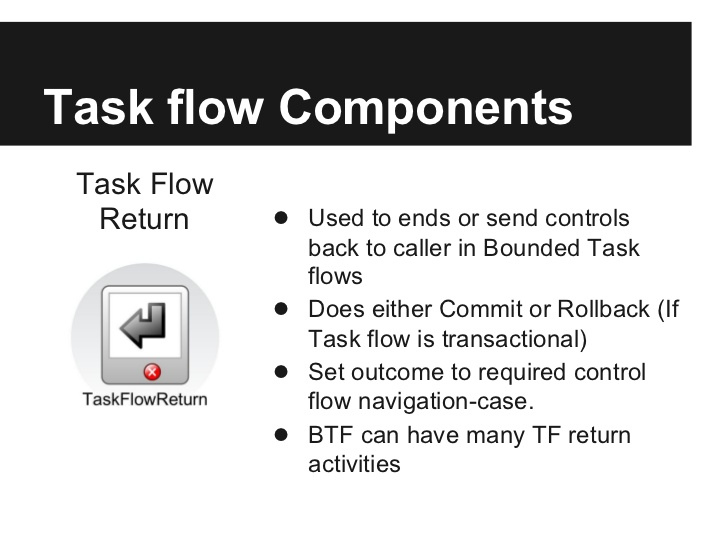 Task flow Components
Task Flow
Return
TaskFlowReturn
● Used to ends or send controls
back to caller in Bounded Task
flows
● Does either Commit or Rollback (If
Task flow is transactional)
● Set outcome to required control
flow navigation-case.
● BTF can have many TF return
activities